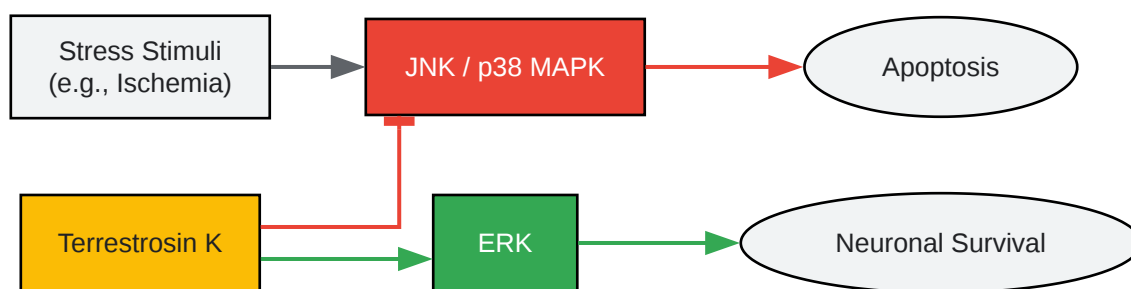 Stress Stimuli
(e.g., Ischemia)
JNK / p38 MAPK
Apoptosis
Terrestrosin K
ERK
Neuronal Survival